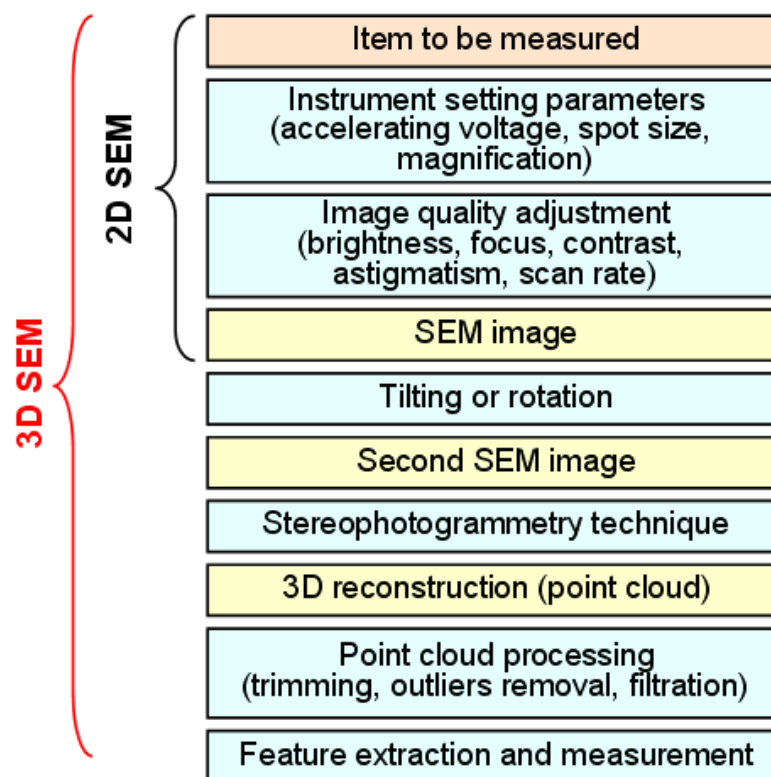 3D SEM
2D SEM
Item to be measured
Instrument setting parameters
(accelerating voltage, spot size,
magnification)
Image quality adjustment
(brightness, focus, contrast,
astigmatism, scan rate)
SEM image
Tilting or rotation
Second SEM image
Stereophotogrammetry technique
3D reconstruction (point cloud)
Point cloud processing
(trimming, outliers removal, filtration)
Feature extraction and measurement